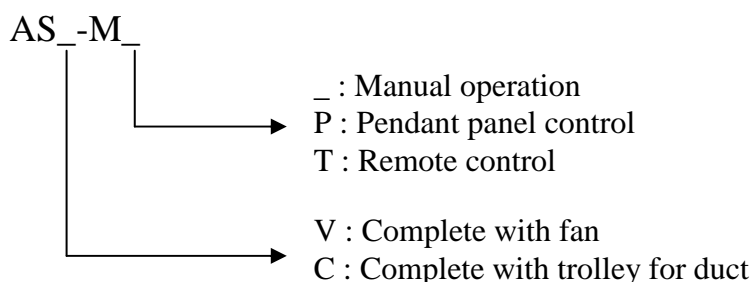 AS_-M_
_ : Manual operation
P : Pendant panel control
T : Remote control
V : Complete with fan
C : Complete with trolley for duct